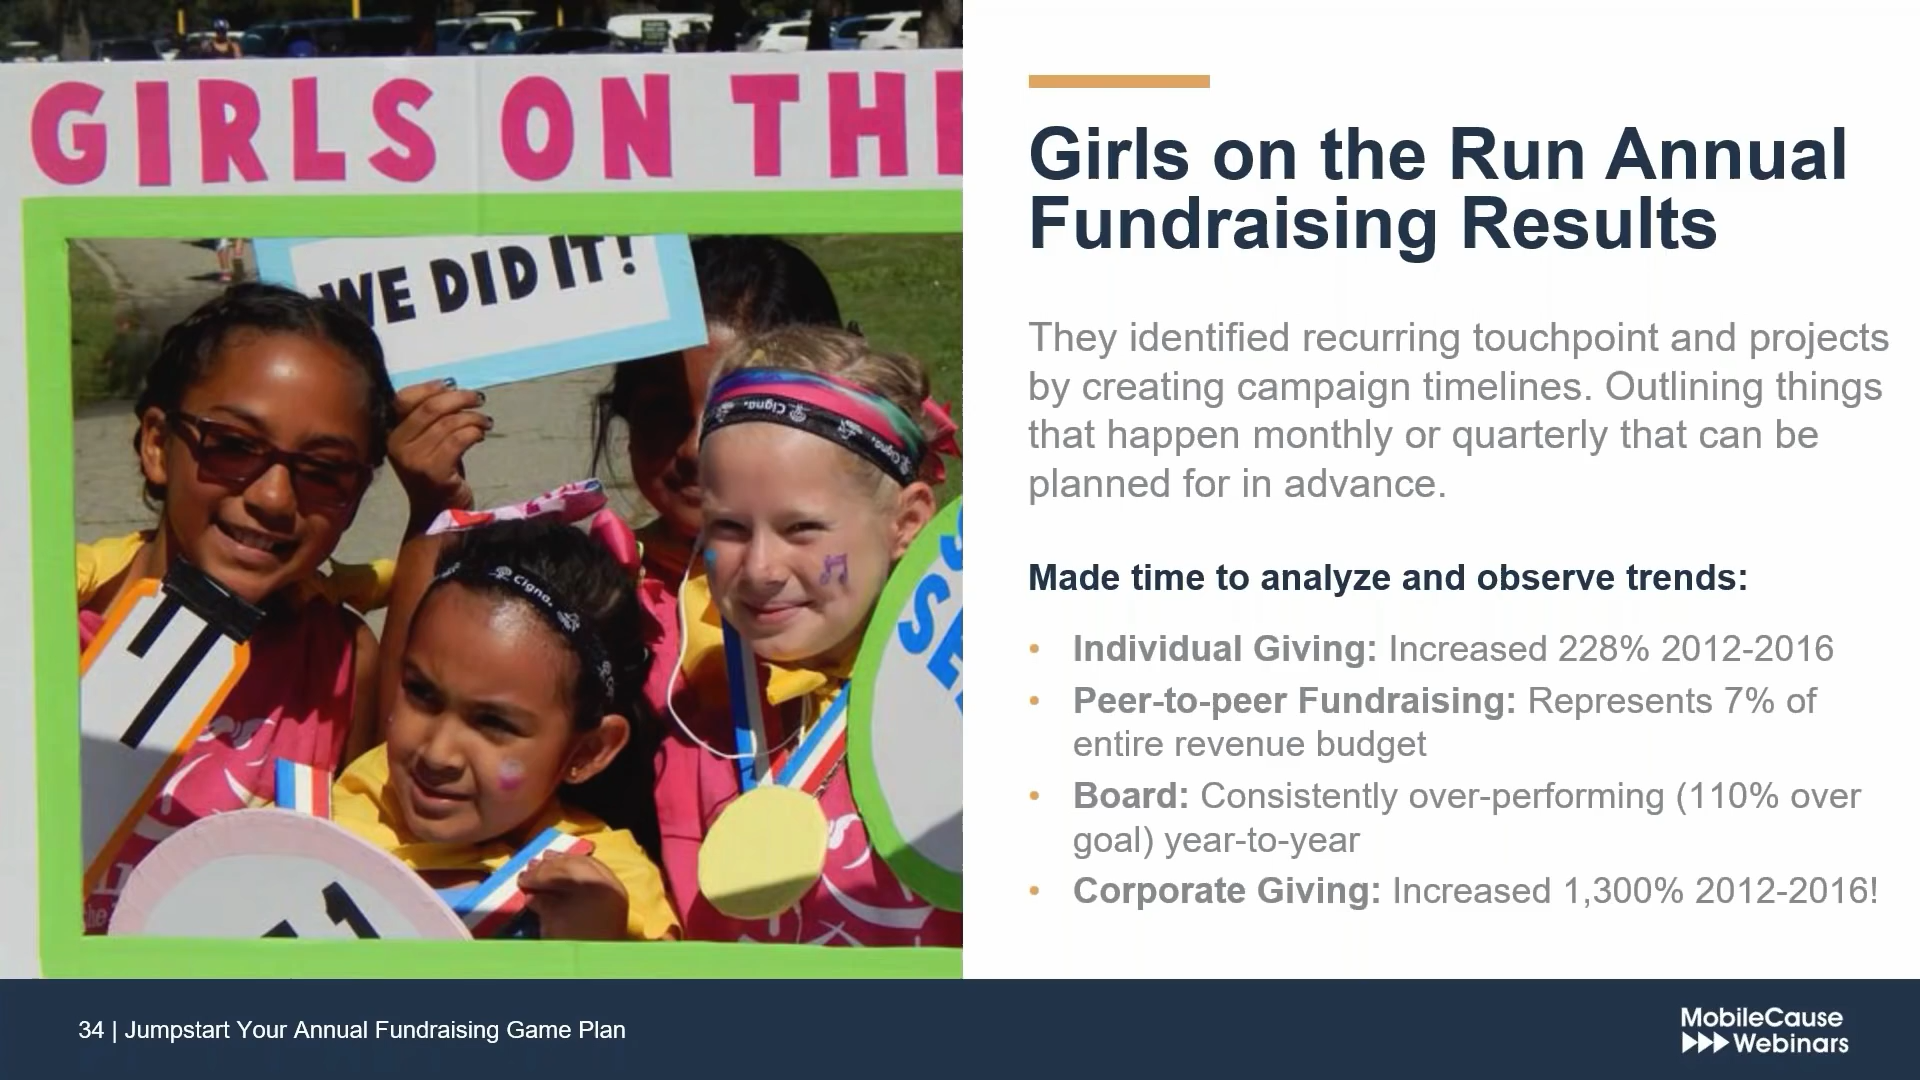 GIRLS ON TH
WE DID IT!
Cigna.
Cigna.
Cigna.
Girls on the Run Annual
Fundraising Results
They identified recurring touchpoint and projects
by creating campaign timelines. Outlining things
that happen monthly or quarterly that can be
planned for in advance.
Made time to analyze and observe trends:
• Individual Giving: Increased 228% 2012-2016
• Peer-to-peer Fundraising: Represents 7% of
entire revenue budget
• Board: Consistently over-performing (110% over
goal) year-to-year
• Corporate Giving: Increased 1,300% 2012-2016!
34 | Jumpstart Your Annual Fundraising Game Plan
MobileCause
Webinars